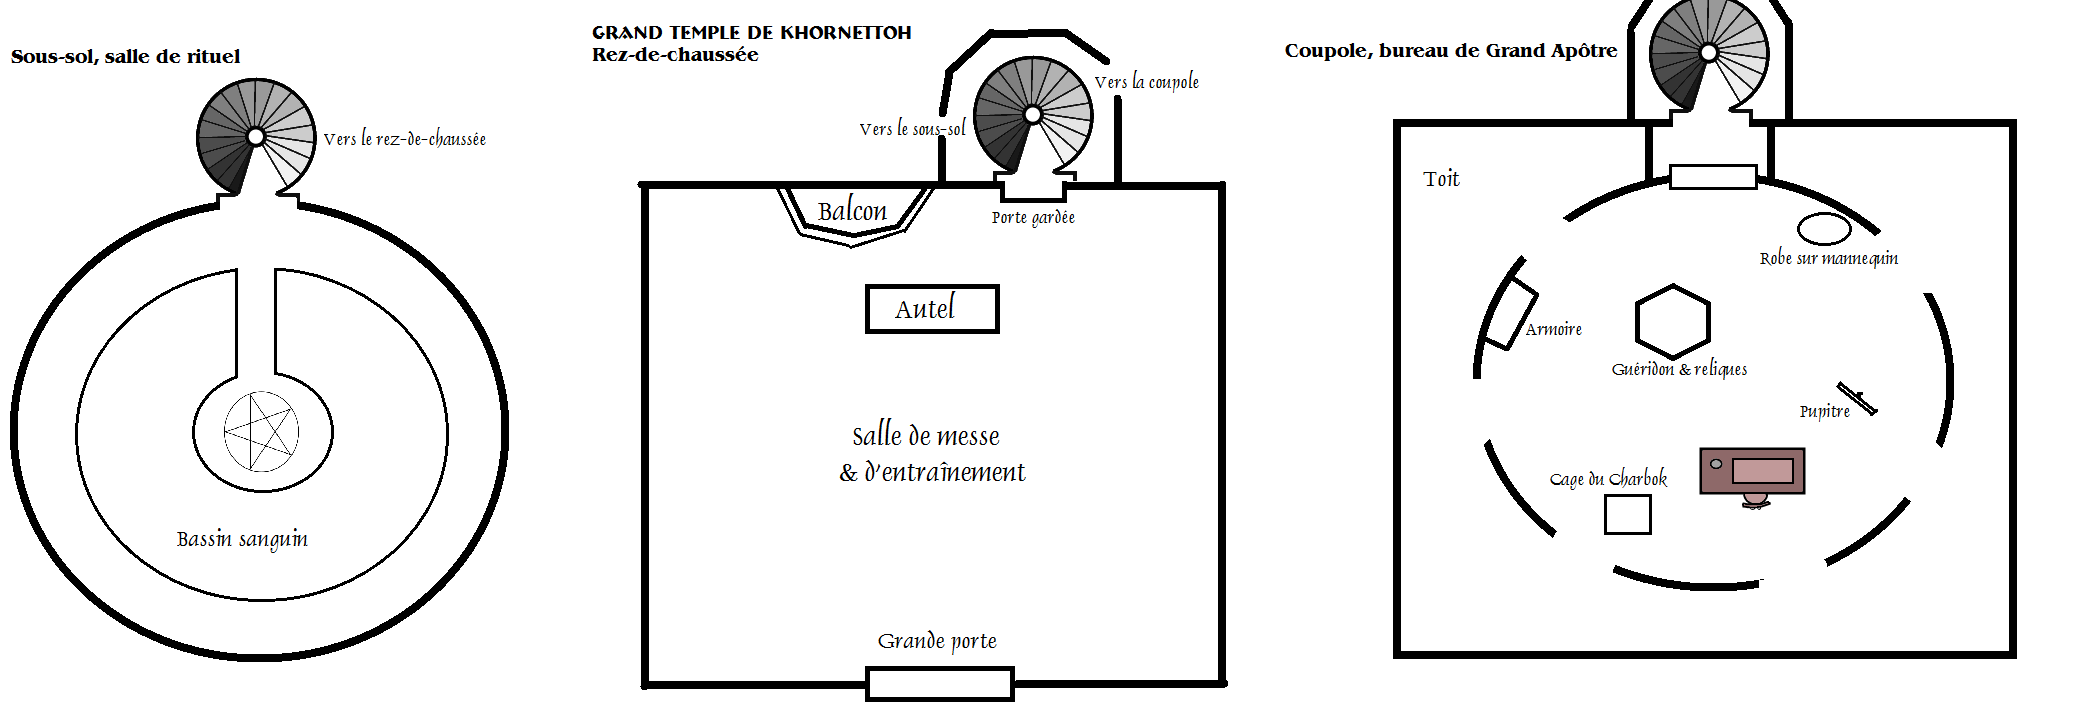 Sous-sol, salle de rituel
Vers le rez-de-chaussée
Bassin sanguin
GRAND TEMPLE DE KHORNETTOH
Rez-de-chaussée
Vers la coupole
Vers le sous-sol
Balcon
Porte gardée
Autel
Salle de messe
& d'entraînement
Grande porte
Coupole, bureau de Grand Apôtre
Toit
Robe sur mannequin
Armoire
Guéridon & reliques
Pupitre
Cage du Charbok